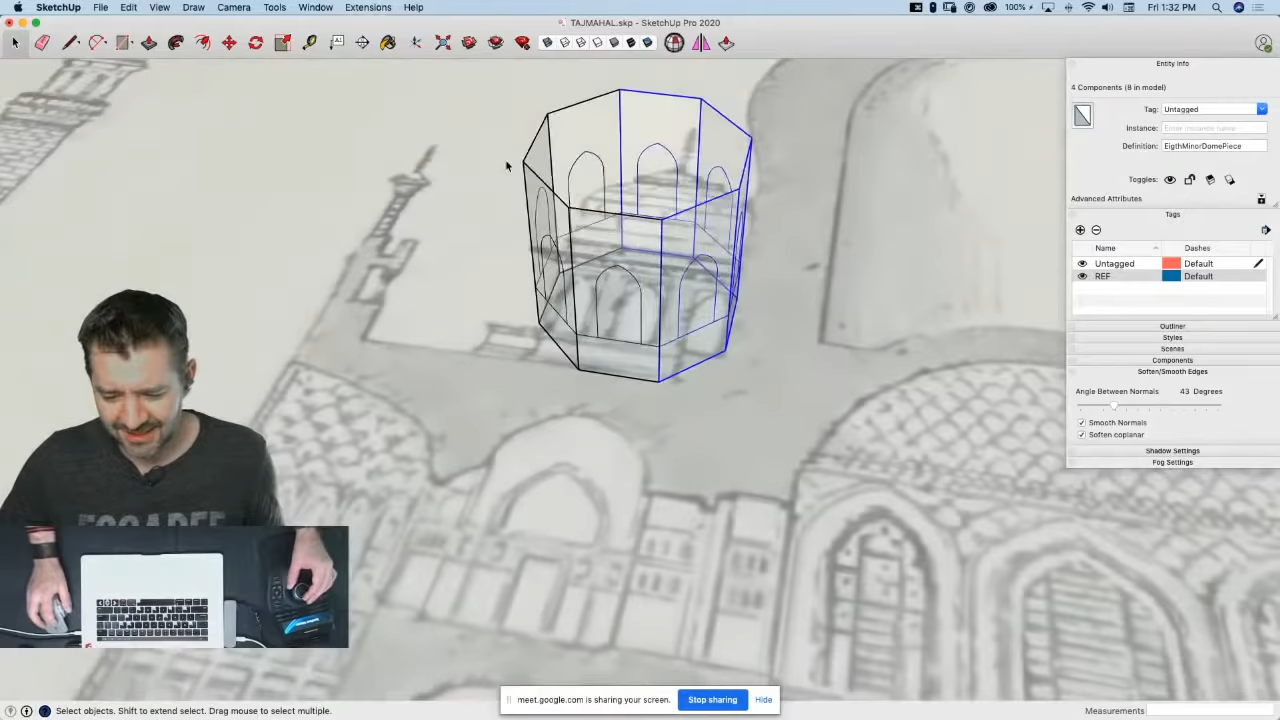 SketchUp File Edit View Draw Camera Tools Window Extensions Help 100% Fri 1:32 PM
TAJMAHAL.skp - SketchUp Pro 2020
Entity Info
4 Components (8 in model)
Tag: Untagged
Instance: Enter instance name
Definition: EigthMinorDomePiece
Toggles:
Advanced Attributes
Tags
Name Dashes
Untagged Default
REF Default
Outliner
Styles
Scenes
Components
Soften/Smooth Edges
Angle Between Normals 43 Degrees
Smooth Normals
Soften coplanar
Shadow Settings
Fog Settings
meet.google.com is sharing your screen. Stop sharing Hide
Select objects. Shift to extend select. Drag mouse to select multiple. Measurements